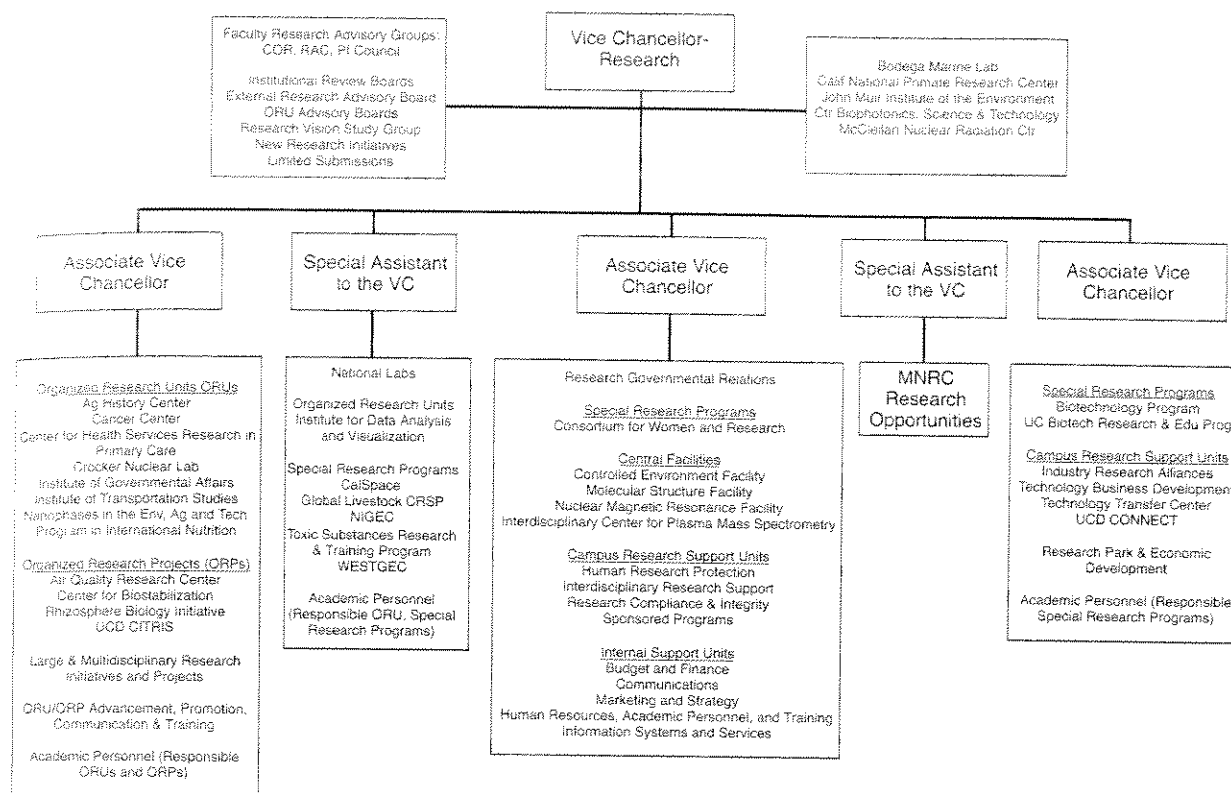 Faculty Research Advisory Groups:
COR, RAC, PI Council
Institutional Review Boards
External Research Advisory Board
ORU Advisory Boards
Research Vision Study Group
New Research Initiatives
Limited Submissions
Vice Chancellor-
Research
Bodega Marine Lab
Calif National Primate Research Center
John Muir Institute of the Environment
Ctr Biophotonics, Science & Technology
McClellan Nuclear Radiation Ctr
Associate Vice
Chancellor
Special Assistant
to the VC
Associate Vice
Chancellor
Special Assistant
to the VC
Associate Vice
Chancellor
Organized Research Units ORUs
Ag History Center
Cancer Center
Center for Health Services Research in
Primary Care
Crocker Nuclear Lab
Institute of Governmental Affairs
Institute of Transportation Studies
Nanophases in the Env, Ag and Tech
Program in International Nutrition
Organized Research Projects (ORPs)
Air Quality Research Center
Center for Biostabilization
Rhizosphere Biology Initiative
UCD CITRIS
Large & Multidisciplinary Research
Initiatives and Projects
ORU/ORP Advancement, Promotion,
Communication & Training
Academic Personnel (Responsible
ORUs and ORPs)
National Labs
Organized Research Units
Institute for Data Analysis
and Visualization
Special Research Programs
CalSpace
Global Livestock CRSP
NIGEC
Toxic Substances Research
& Training Program
WESTGEC
Academic Personnel
(Responsible ORU, Special
Research Programs)
Research Governmental Relations
Special Research Programs
Consortium for Women and Research
Central Facilities
Controlled Environment Facility
Molecular Structure Facility
Nuclear Magnetic Resonance Facility
Interdisciplinary Center for Plasma Mass Spectrometry
Campus Research Support Units
Human Research Protection
Interdisciplinary Research Support
Research Compliance & Integrity
Sponsored Programs
Internal Support Units
Budget and Finance
Communications
Marketing and Strategy
Human Resources, Academic Personnel, and Training
Information Systems and Services
MNRC
Research
Opportunities
Special Research Programs
Biotechnology Program
UC Biotech Research & Edu Prog
Campus Research Support Units
Industry Research Alliances
Technology Business Development
Technology Transfer Center
UCD CONNECT
Research Park & Economic
Development
Academic Personnel (Responsible
Special Research Programs)